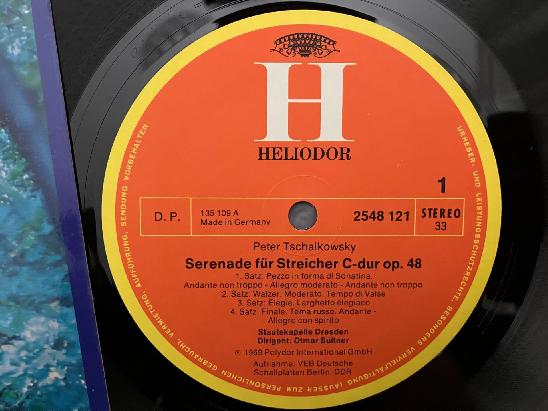 H
HELIODOR
1
D. P.
135 109 A
Made in Germany
2548 121
STEREO
33
Peter Tschaikowsky
Serenade für Streicher C-dur op. 48
1. Satz: Pezzo in forma di Sonatina.
Andante non troppo - Allegro moderato - Andante non troppo
2. Satz: Walzer. Moderato. Tempo di Valse
3. Satz: Élegie. Larghetto elegiaco
4. Satz: Finale. Tema russo. Andante -
Allegro con spirito
Staatskapelle Dresden
Dirigent: Otmar Suitner
℗ 1969 Polydor International GmbH
Aufnahme: VEB Deutsche
Schallplatten Berlin, DDR
URHEBER- UND LEISTUNGSSCHUTZRECHTE, BESONDERS VERVIELFÄLTIGUNG (AUSSER ZUM PERSÖNLICHEN GEBRAUCH), VERMIETUNG, AUFFÜHRUNG, SENDUNG VORBEHALTEN